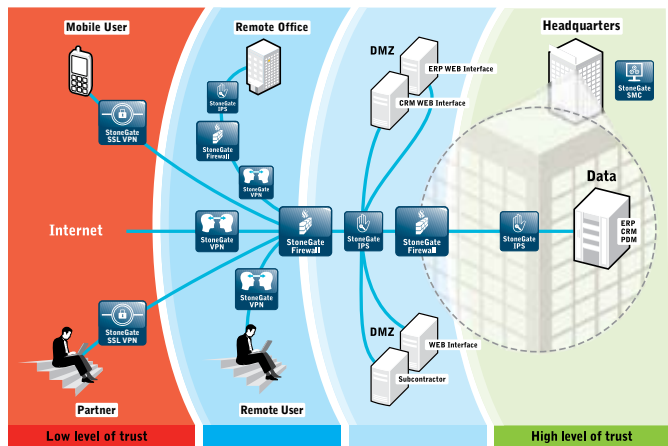 Mobile User
StoneGate
SSL VPN
Remote Office
StoneGate
IPS
StoneGate
Firewall
StoneGate
VPN
DMZ
ERP WEB Interface
CRM WEB Interface
Headquarters
StoneGate
SMC
Internet
StoneGate
VPN
StoneGate
Firewall
StoneGate
IPS
StoneGate
Firewall
StoneGate
IPS
Data
ERP
CRM
PDM
StoneGate
SSL VPN
Partner
StoneGate
VPN
Remote User
DMZ
WEB Interface
Subcontractor
Low level of trust
High level of trust